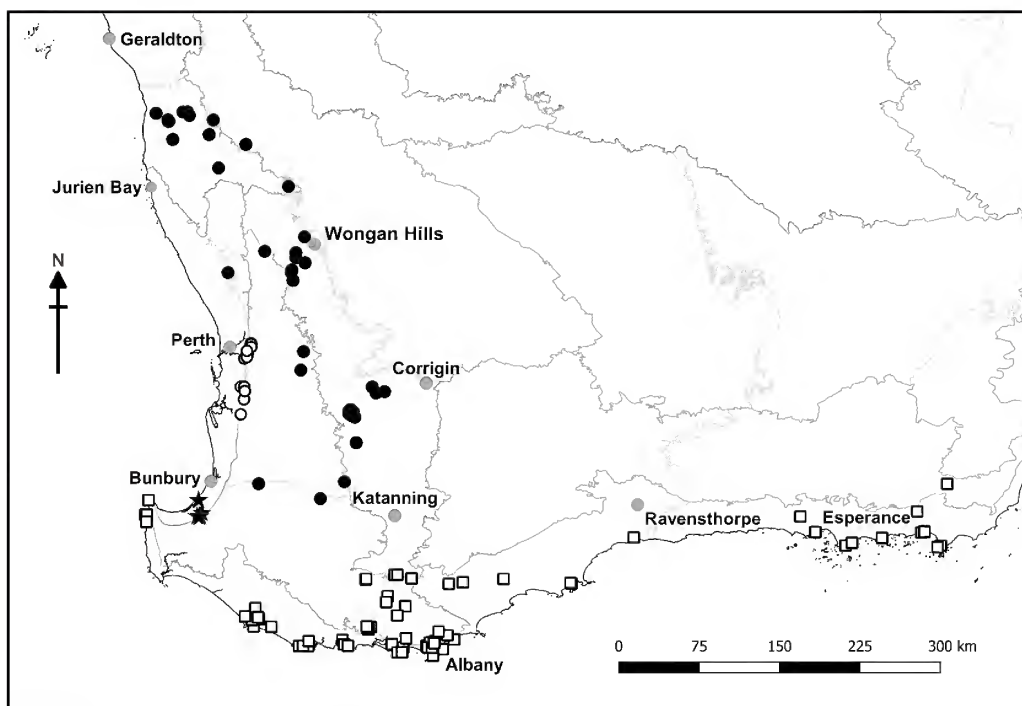 Geraldton
Jurien Bay
Wongan Hills
N
Perth
Corrigin
Bunbury
Katanning
Ravensthorpe
Esperance
Albany
0 75 150 225 300 km